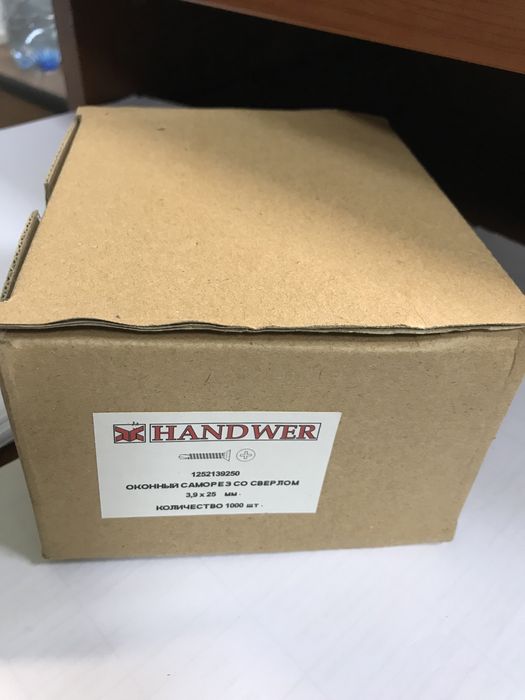 HANDWER
1252139250
ОКОННЫЙ САМОРЕЗ СО СВЕРЛОМ
3,9 x 25 мм.
КОЛИЧЕСТВО 1000 шт.